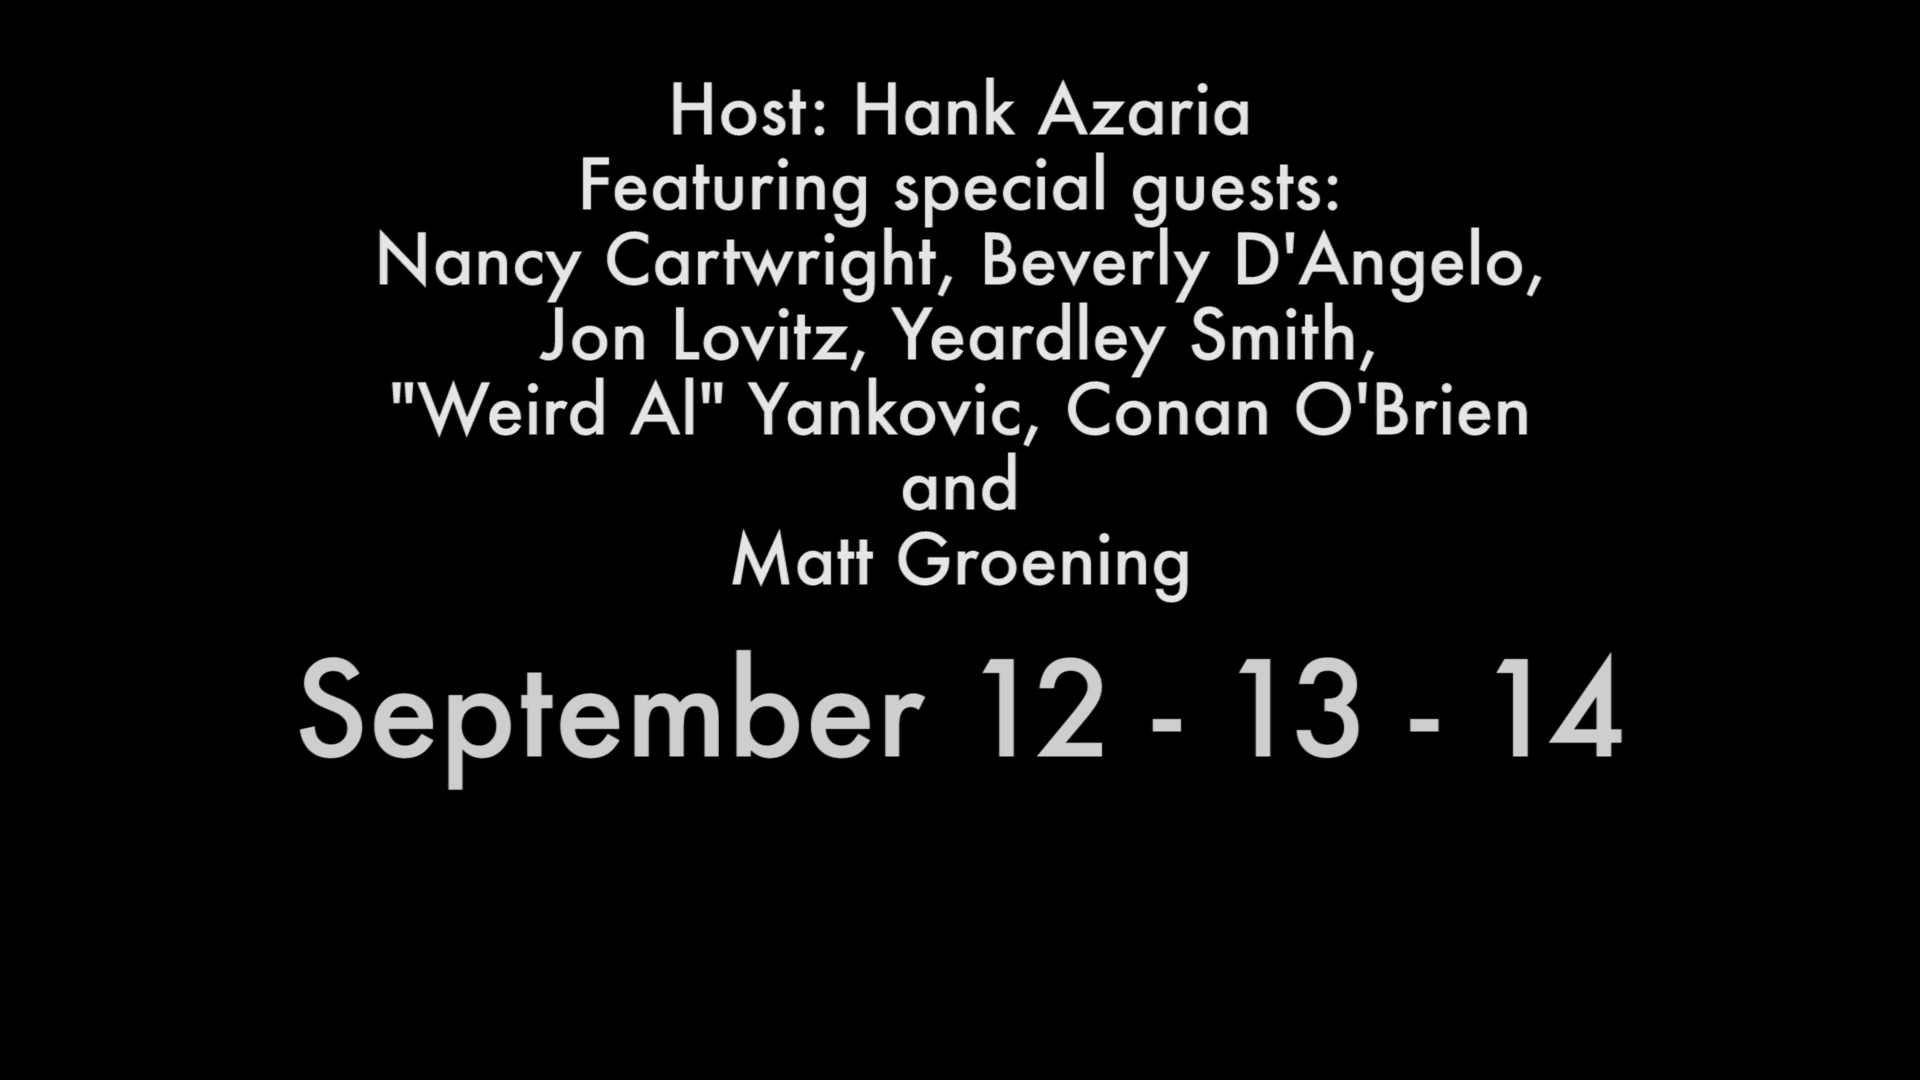 Host: Hank Azaria
Featuring special guests:
Nancy Cartwright, Beverly D'Angelo,
Jon Lovitz, Yeardley Smith,
"Weird Al" Yankovic, Conan O'Brien
and
Matt Groening
September 12 - 13 - 14